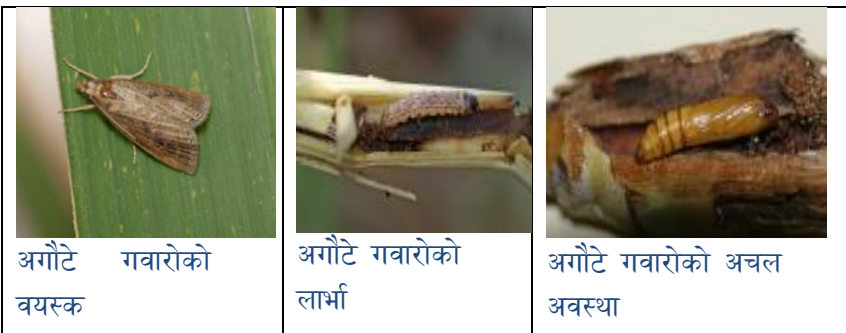 अगौटे गवारोको
वयस्क
अगौटे गवारोको
लार्भा
अगौटे गवारोको अचल
अवस्था